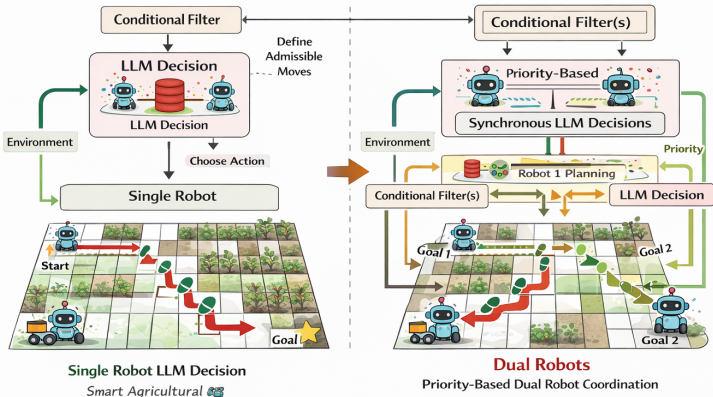 Conditional Filter
Define
Admissible
Moves
LLM Decision
LLM Decision
Environment
Choose Action
Single Robot
Start
Goal
Single Robot LLM Decision
Smart Agricultural
Conditional Filter(s)
Priority-Based
Synchronous LLM Decisions
Environment
Priority
Robot 1 Planning
Conditional Filter(s)
LLM Decision
Goal 1
Goal 2
Goal 2
Dual Robots
Priority-Based Dual Robot Coordination